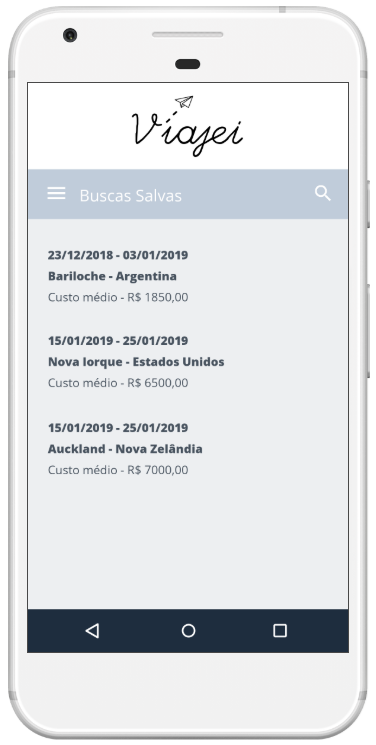 Viajei
Buscas Salvas
23/12/2018 - 03/01/2019
Bariloche - Argentina
Custo médio - R$ 1850,00
15/01/2019 - 25/01/2019
Nova Iorque - Estados Unidos
Custo médio - R$ 6500,00
15/01/2019 - 25/01/2019
Auckland - Nova Zelândia
Custo médio - R$ 7000,00